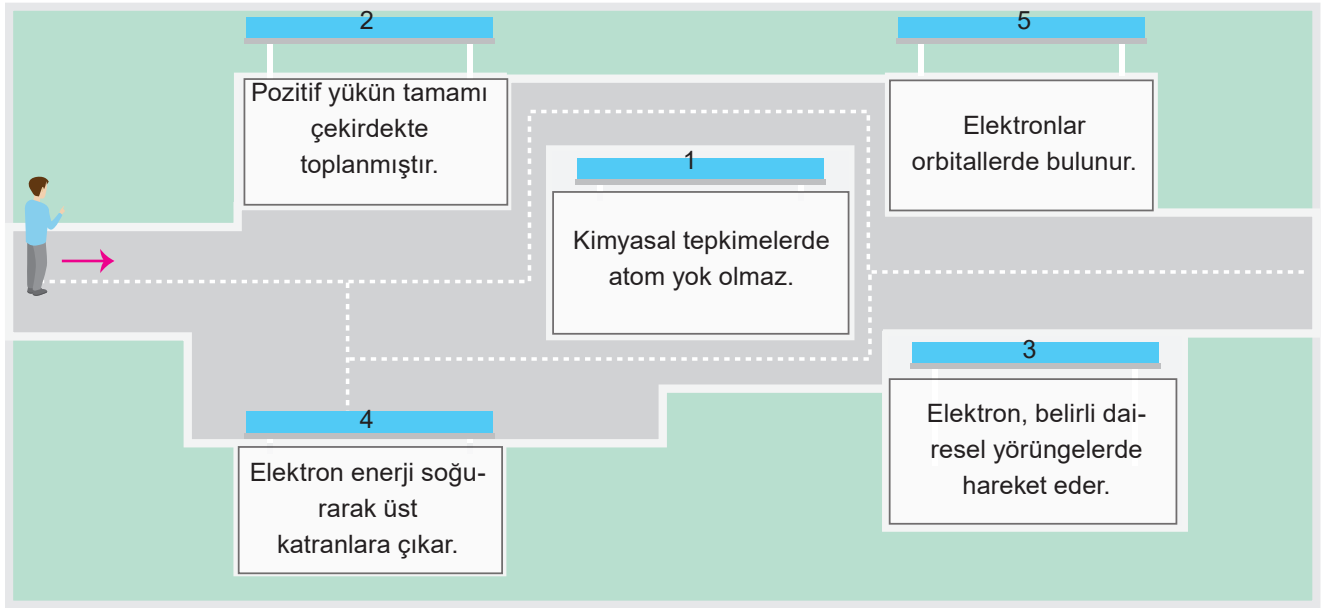 2
Pozitif yükün tamamı
çekirdekte
toplanmıştır.
5
Elektronlar
orbitallerde bulunur.
1
Kimyasal tepkimelerde
atom yok olmaz.
4
Elektron enerji soğu-
rarak üst
katranlara çıkar.
3
Elektron, belirli dai-
resel yörüngelerde
hareket eder.